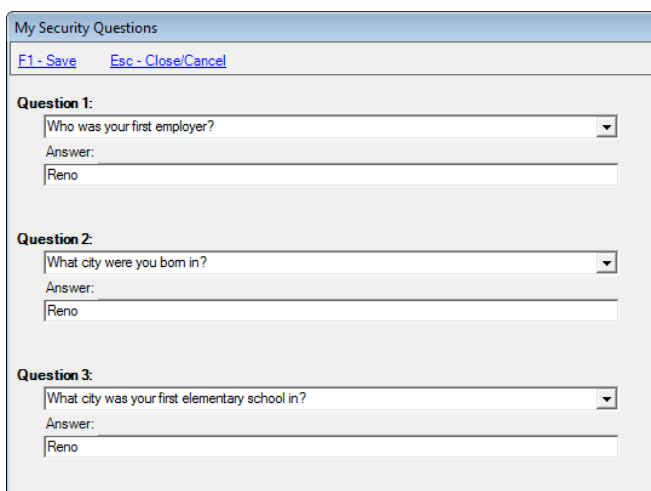 My Security Questions
F1 - Save Esc - Close/Cancel
Question 1:
Who was your first employer?
Answer:
Reno
Question 2:
What city were you born in?
Answer:
Reno
Question 3:
What city was your first elementary school in?
Answer:
Reno